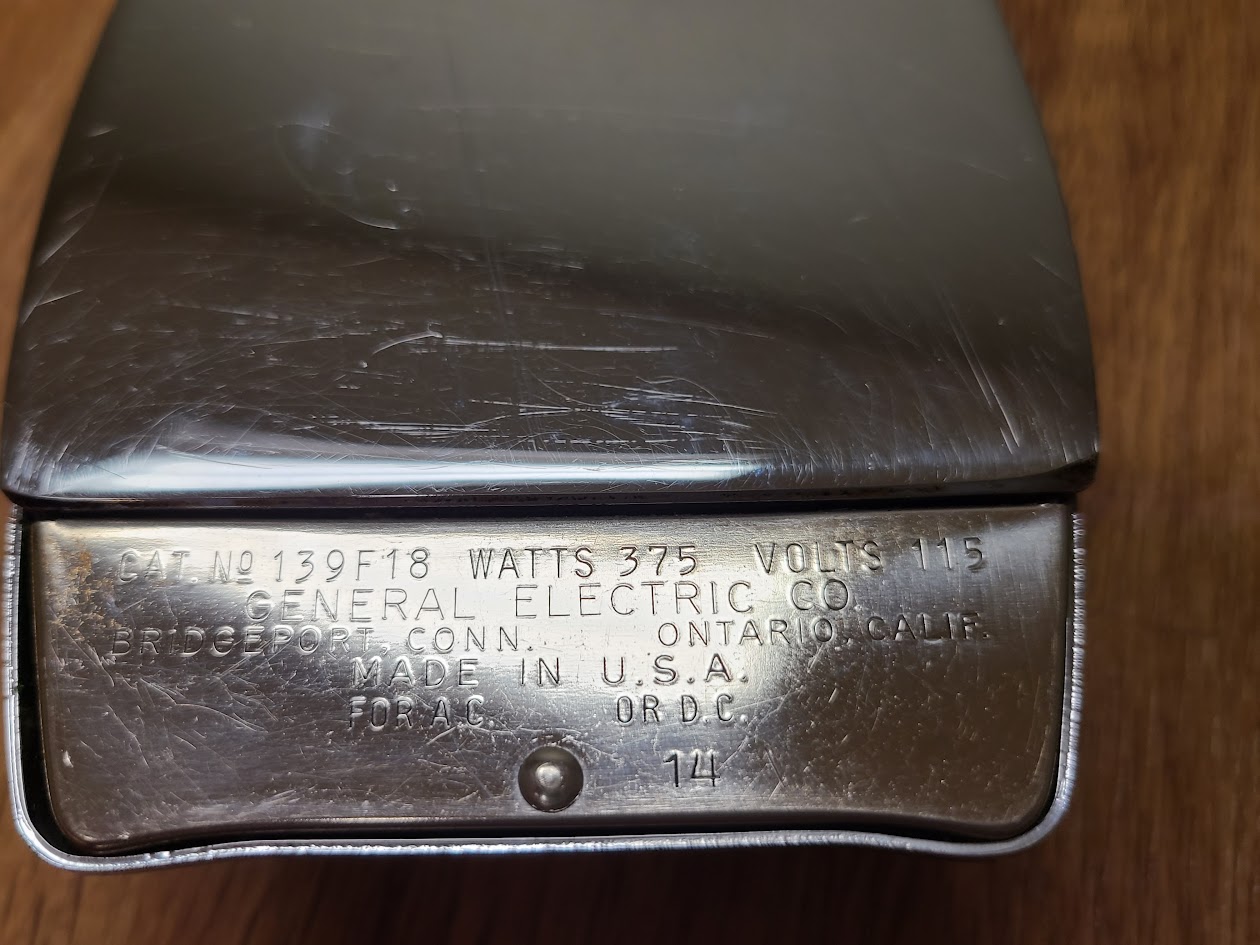 CAT. Nº 139F18 WATTS 375 VOLTS 115
GENERAL ELECTRIC CO.
BRIDGEPORT, CONN. ONTARIO, CALIF.
MADE IN U.S.A.
FOR A.C. OR D.C.
14